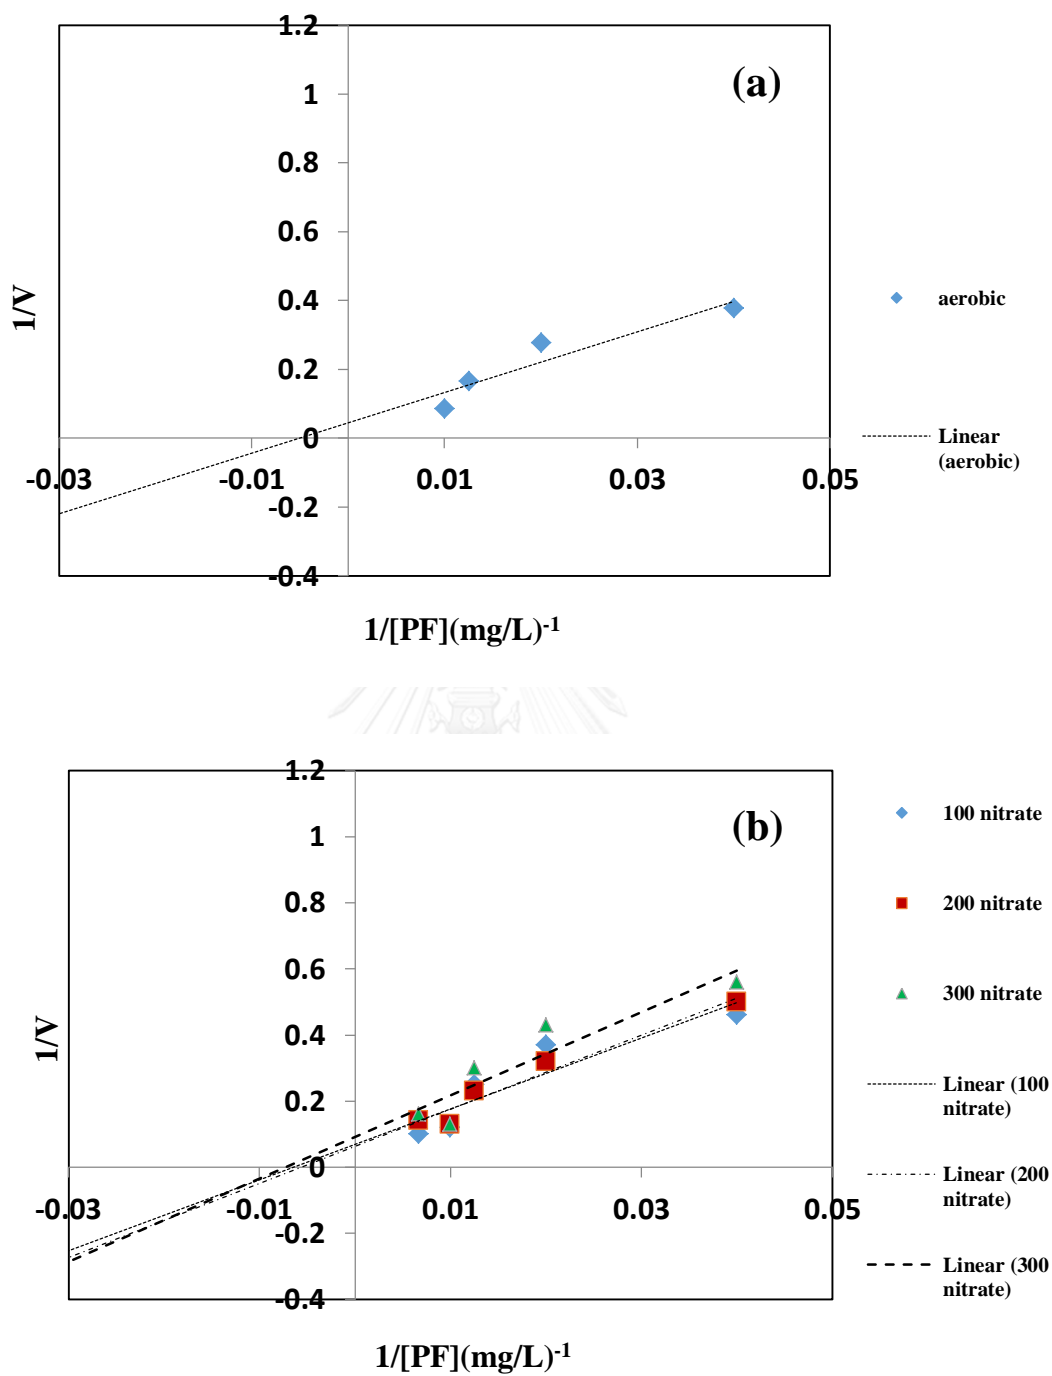 1.2
(a)
1
0.8
0.6
0.4
0.2
0
-0.2
-0.4
-0.03
-0.01
0.01
0.03
0.05
1/V
1/[PF](mg/L)-1
aerobic
Linear
(aerobic)
1.2
(b)
1
0.8
0.6
0.4
0.2
0
-0.2
-0.4
-0.03
-0.01
0.01
0.03
0.05
1/V
1/[PF](mg/L)-1
100 nitrate
200 nitrate
300 nitrate
Linear (100
nitrate)
Linear (200
nitrate)
Linear (300
nitrate)